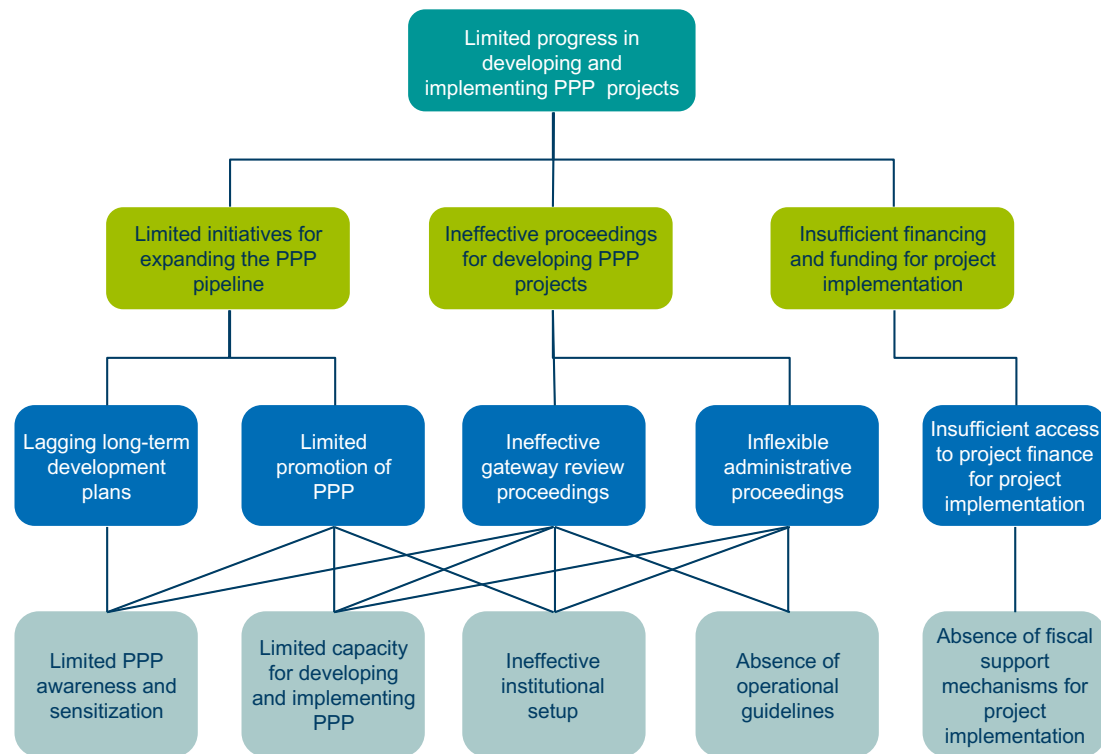 Limited progress in
developing and
implementing PPP projects
Limited initiatives for
expanding the PPP
pipeline
Ineffective proceedings
for developing PPP
projects
Insufficient financing
and funding for project
implementation
Lagging long-term
development
plans
Limited
promotion of
PPP
Ineffective
gateway review
proceedings
Inflexible
administrative
proceedings
Insufficient access
to project finance
for project
implementation
Limited PPP
awareness and
sensitization
Limited capacity
for developing
and implementing
PPP
Ineffective
institutional
setup
Absence of
operational
guidelines
Absence of fiscal
support
mechanisms for
project
implementation